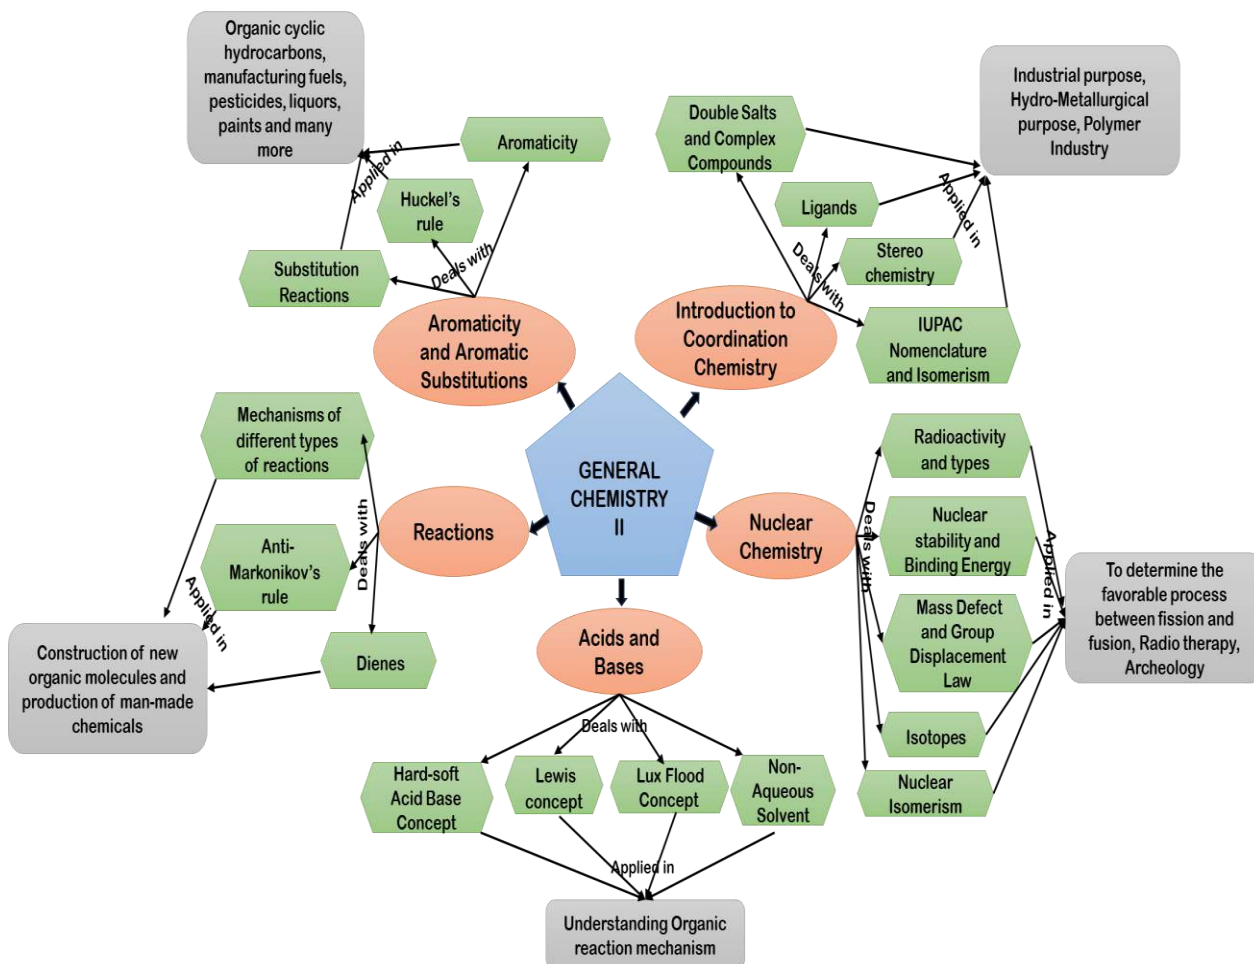 Organic cyclic
hydrocarbons,
manufacturing fuels,
pesticides, liquors,
paints and many
more
Aromaticity
Applied in
Huckel's
rule
Substitution
Reactions
Deals with
Aromaticity
and Aromatic
Substitutions
Double Salts
and Complex
Compounds
Industrial purpose,
Hydro-Metallurgical
purpose, Polymer
Industry
Ligands
Applied in
Stereo
chemistry
Deals with
Introduction to
Coordination
Chemistry
IUPAC
Nomenclature
and Isomerism
GENERAL
CHEMISTRY
II
Mechanisms of
different types
of reactions
Deals with
Reactions
Anti-
Markonikov's
rule
Applied in
Dienes
Construction of new
organic molecules and
production of man-made
chemicals
Nuclear
Chemistry
Deals with
Radioactivity
and types
Nuclear
stability and
Binding Energy
Mass Defect
and Group
Displacement
Law
Isotopes
Nuclear
Isomerism
Applied in
To determine the
favorable process
between fission and
fusion, Radio therapy,
Archeology
Acids and
Bases
Deals with
Hard-soft
Acid Base
Concept
Lewis
concept
Lux Flood
Concept
Non-
Aqueous
Solvent
Applied in
Understanding Organic
reaction mechanism